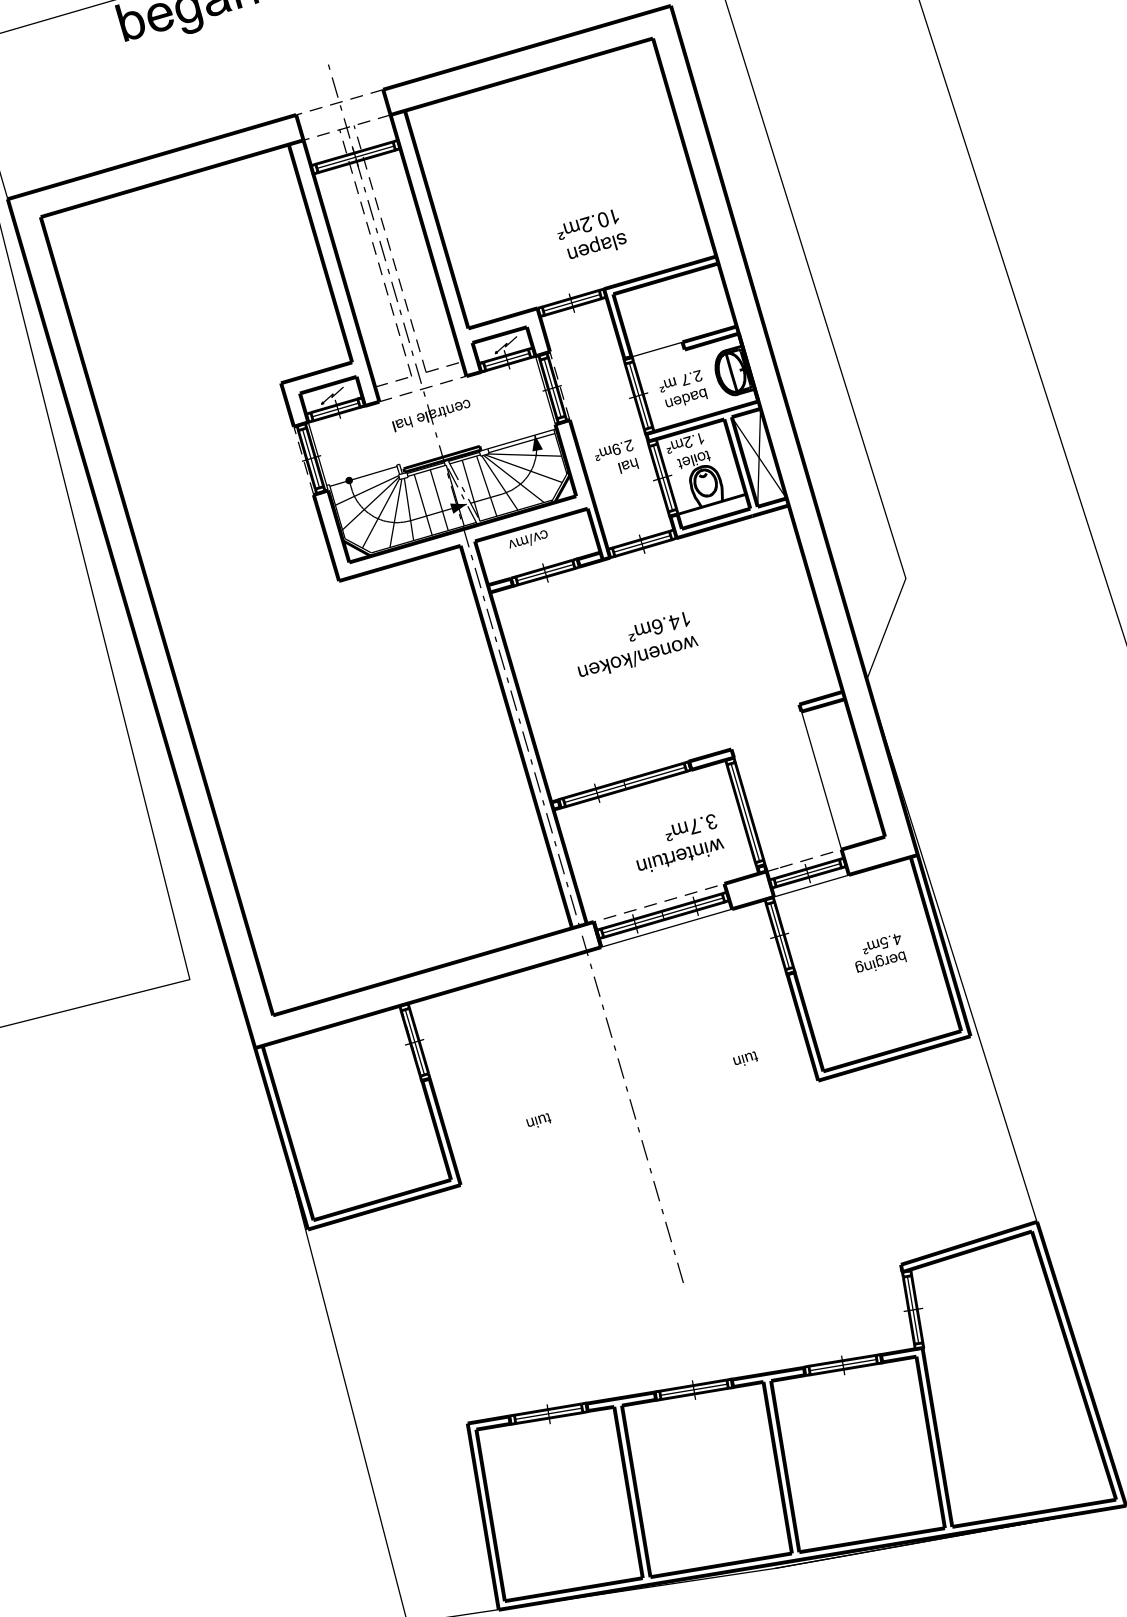 slapen
10.2m²
baden
2.7 m²
toilet
1.2m²
hal
2.9m²
centrale hal
cv/mv
wonen/koken
14.6m²
wintertuin
3.7m²
berging
4.5m²
tuin
tuin